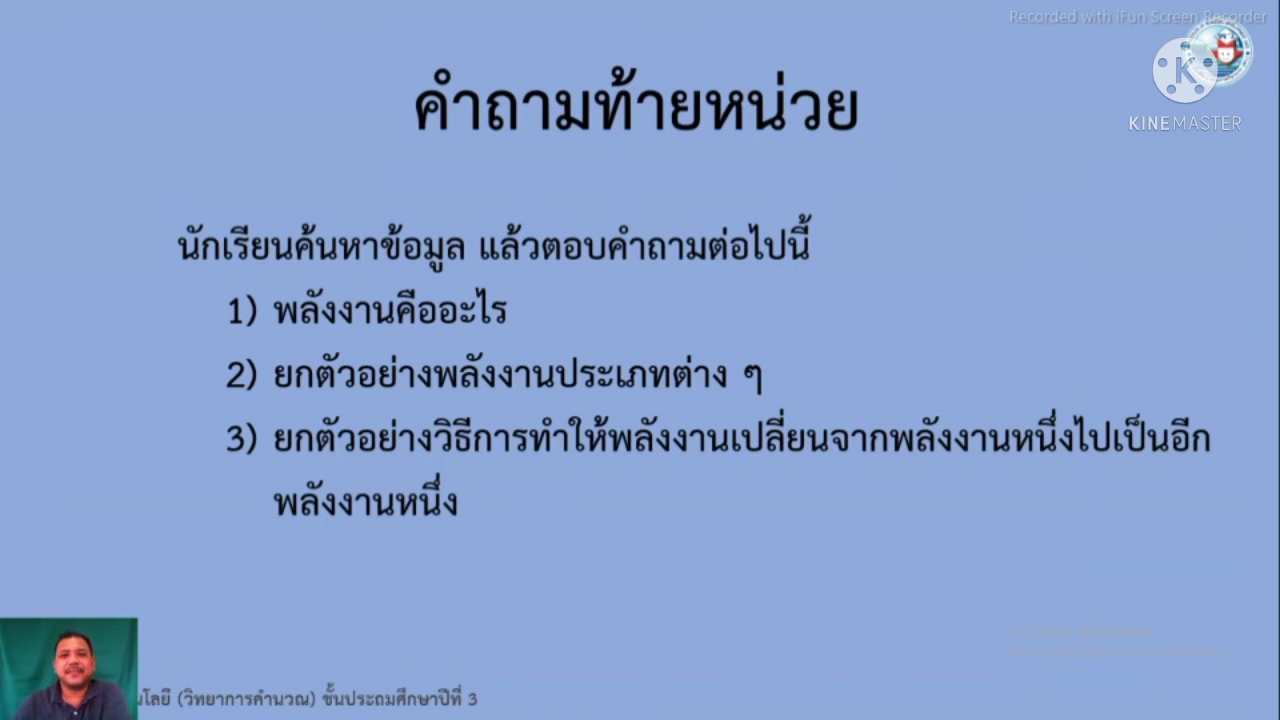 Recorded with iFun Screen Recorder
KINEMASTER
คำถามท้ายหน่วย
นักเรียนค้นหาข้อมูล แล้วตอบคำถามต่อไปนี้
1) พลังงานคืออะไร
2) ยกตัวอย่างพลังงานประเภทต่าง ๆ
3) ยกตัวอย่างวิธีการทำให้พลังงานเปลี่ยนจากพลังงานหนึ่งไปเป็นอีก
พลังงานหนึ่ง
(วิทยาการคำนวณ) ชั้นประถมศึกษาปีที่ 3